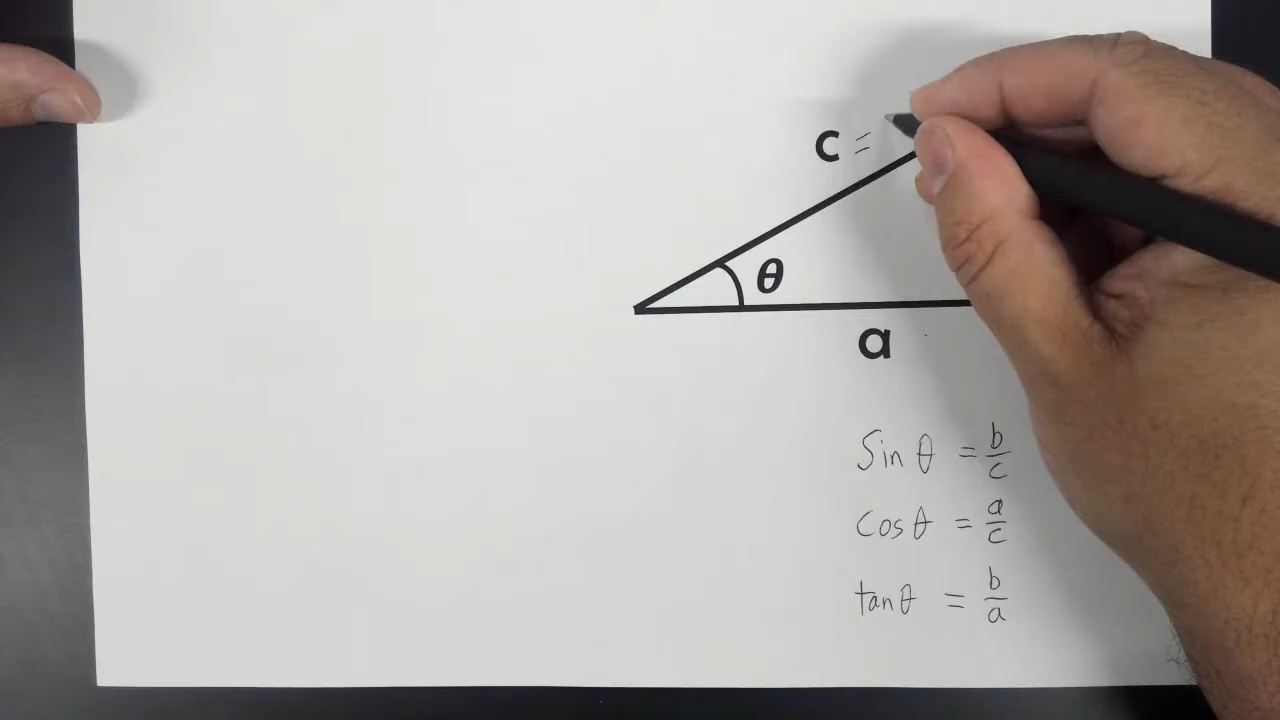 c =
θ
a
Sin θ = b/c
cos θ = a/c
tan θ = b/a